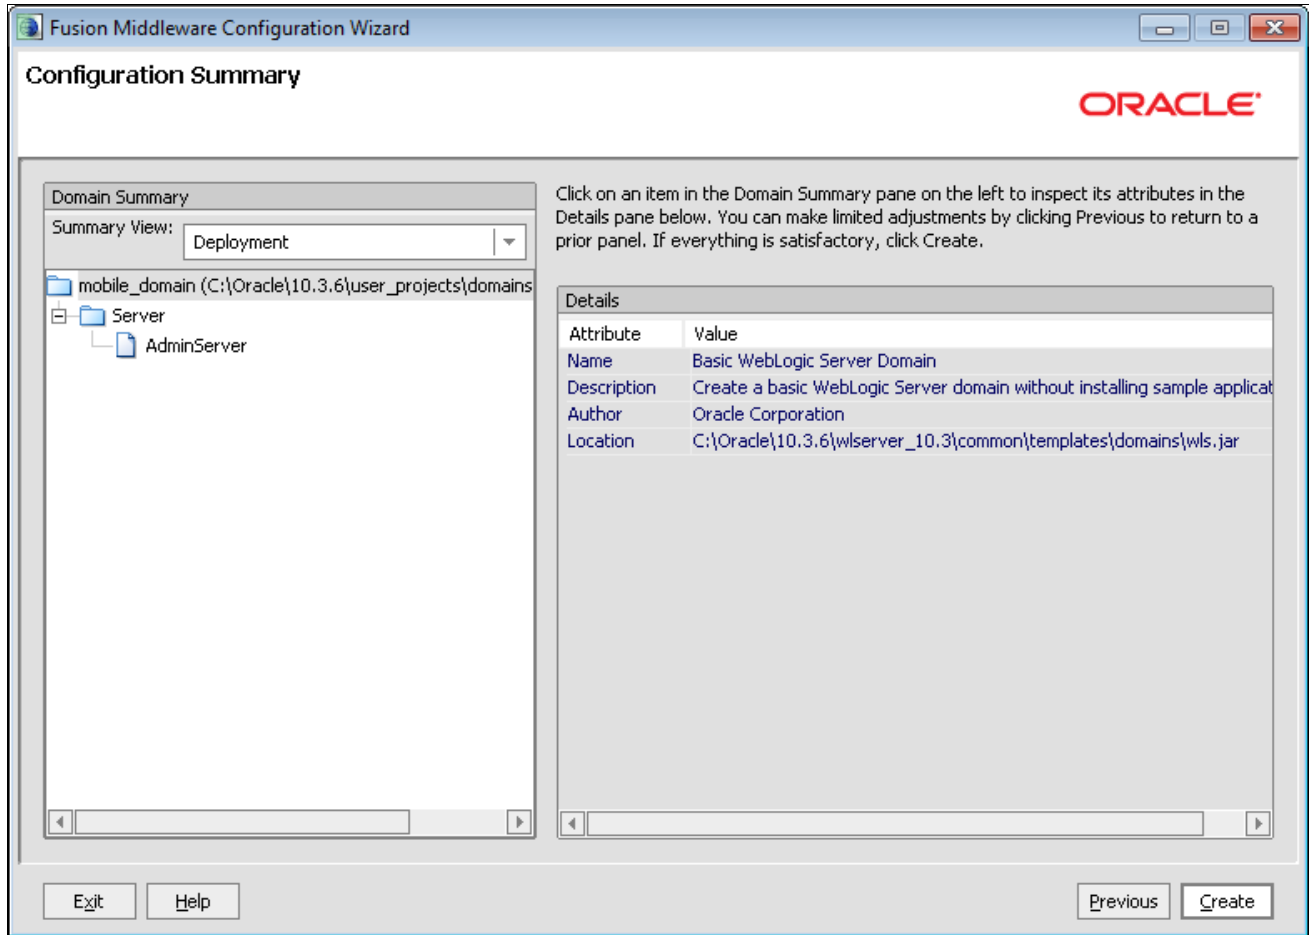 Fusion Middleware Configuration Wizard
Configuration Summary
ORACLE
Domain Summary
Summary View:
Deployment
mobile_domain (C:\Oracle\10.3.6\user_projects\domains
Server
AdminServer
Click on an item in the Domain Summary pane on the left to inspect its attributes in the
Details pane below. You can make limited adjustments by clicking Previous to return to a
prior panel. If everything is satisfactory, click Create.
Details
Attribute Value
Name Basic WebLogic Server Domain
Description Create a basic WebLogic Server domain without installing sample applicat
Author Oracle Corporation
Location C:\Oracle\10.3.6\wlserver_10.3\common\templates\domains\wls.jar
Exit Help Previous Create